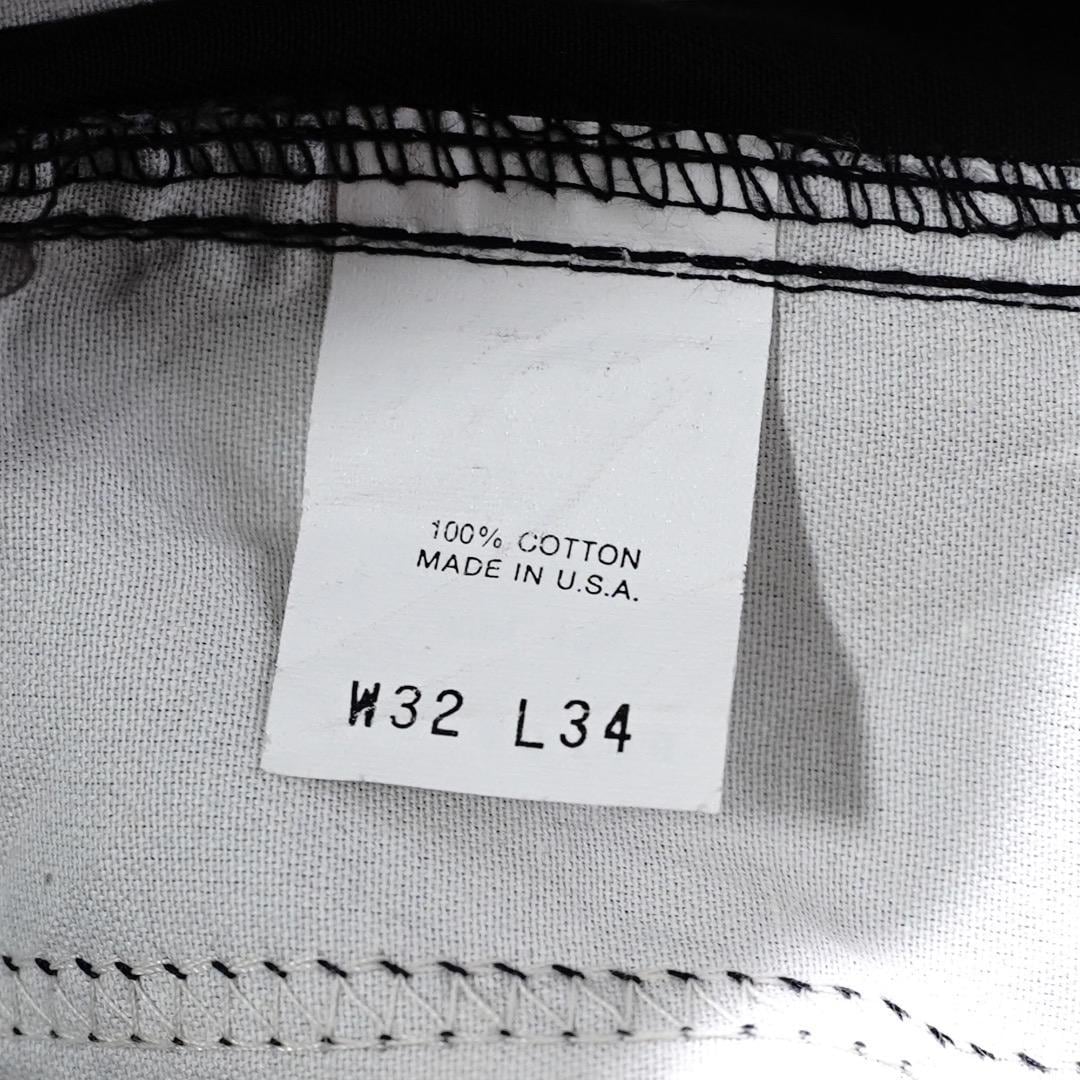 100% COTTON
MADE IN U.S.A.
W32 L34